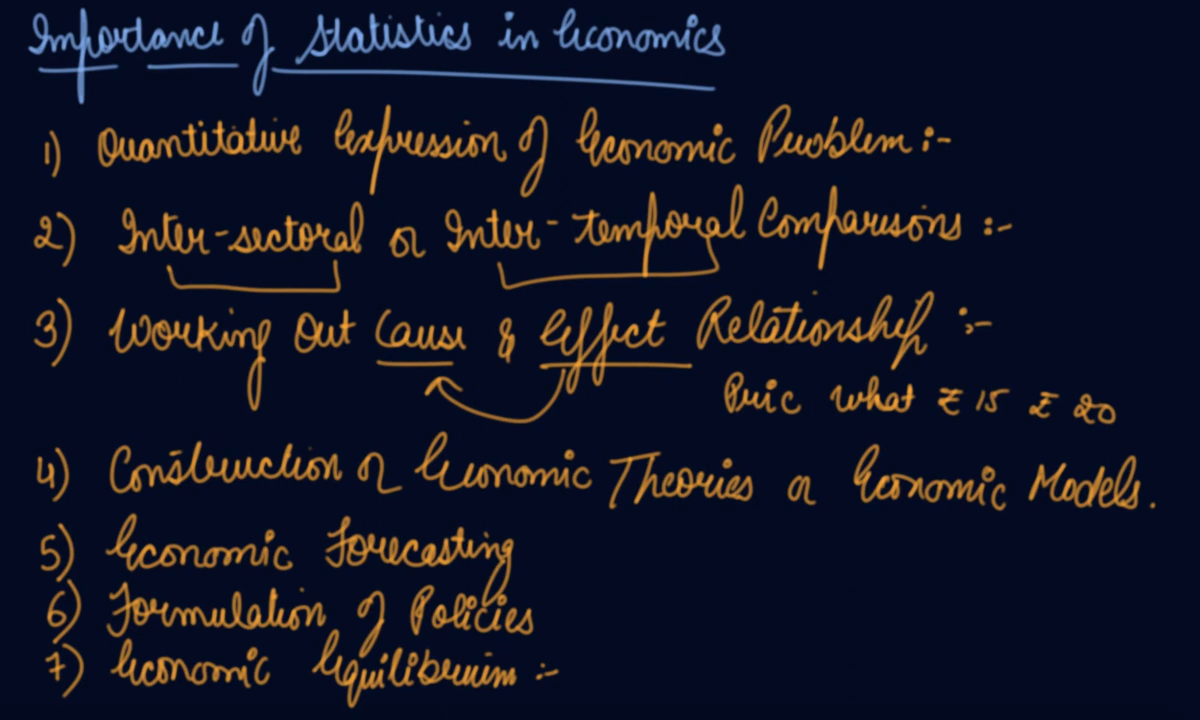 Importance of Statistics in Economics
1) Quantitative Expression of Economic Problem :-
2) Inter-sectoral or Inter-temporal Comparisons :-
3) Working Out Cause & Effect Relationship :-
Pric what ₹ 15 ₹ 20
4) Construction of Economic Theories or Economic Models.
5) Economic Forecasting
6) Formulation of Policies
7) Economic Equilibrium :-